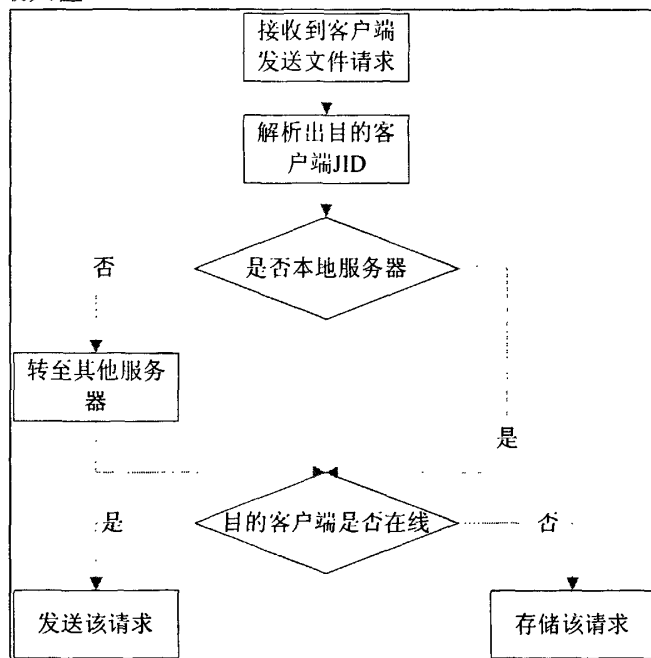 接收到客户端
发送文件请求
解析出目的客
户端JID
是否本地服务器
否
转至其他服务
器
是
目的客户端是否在线
是
否
发送该请求
存储该请求